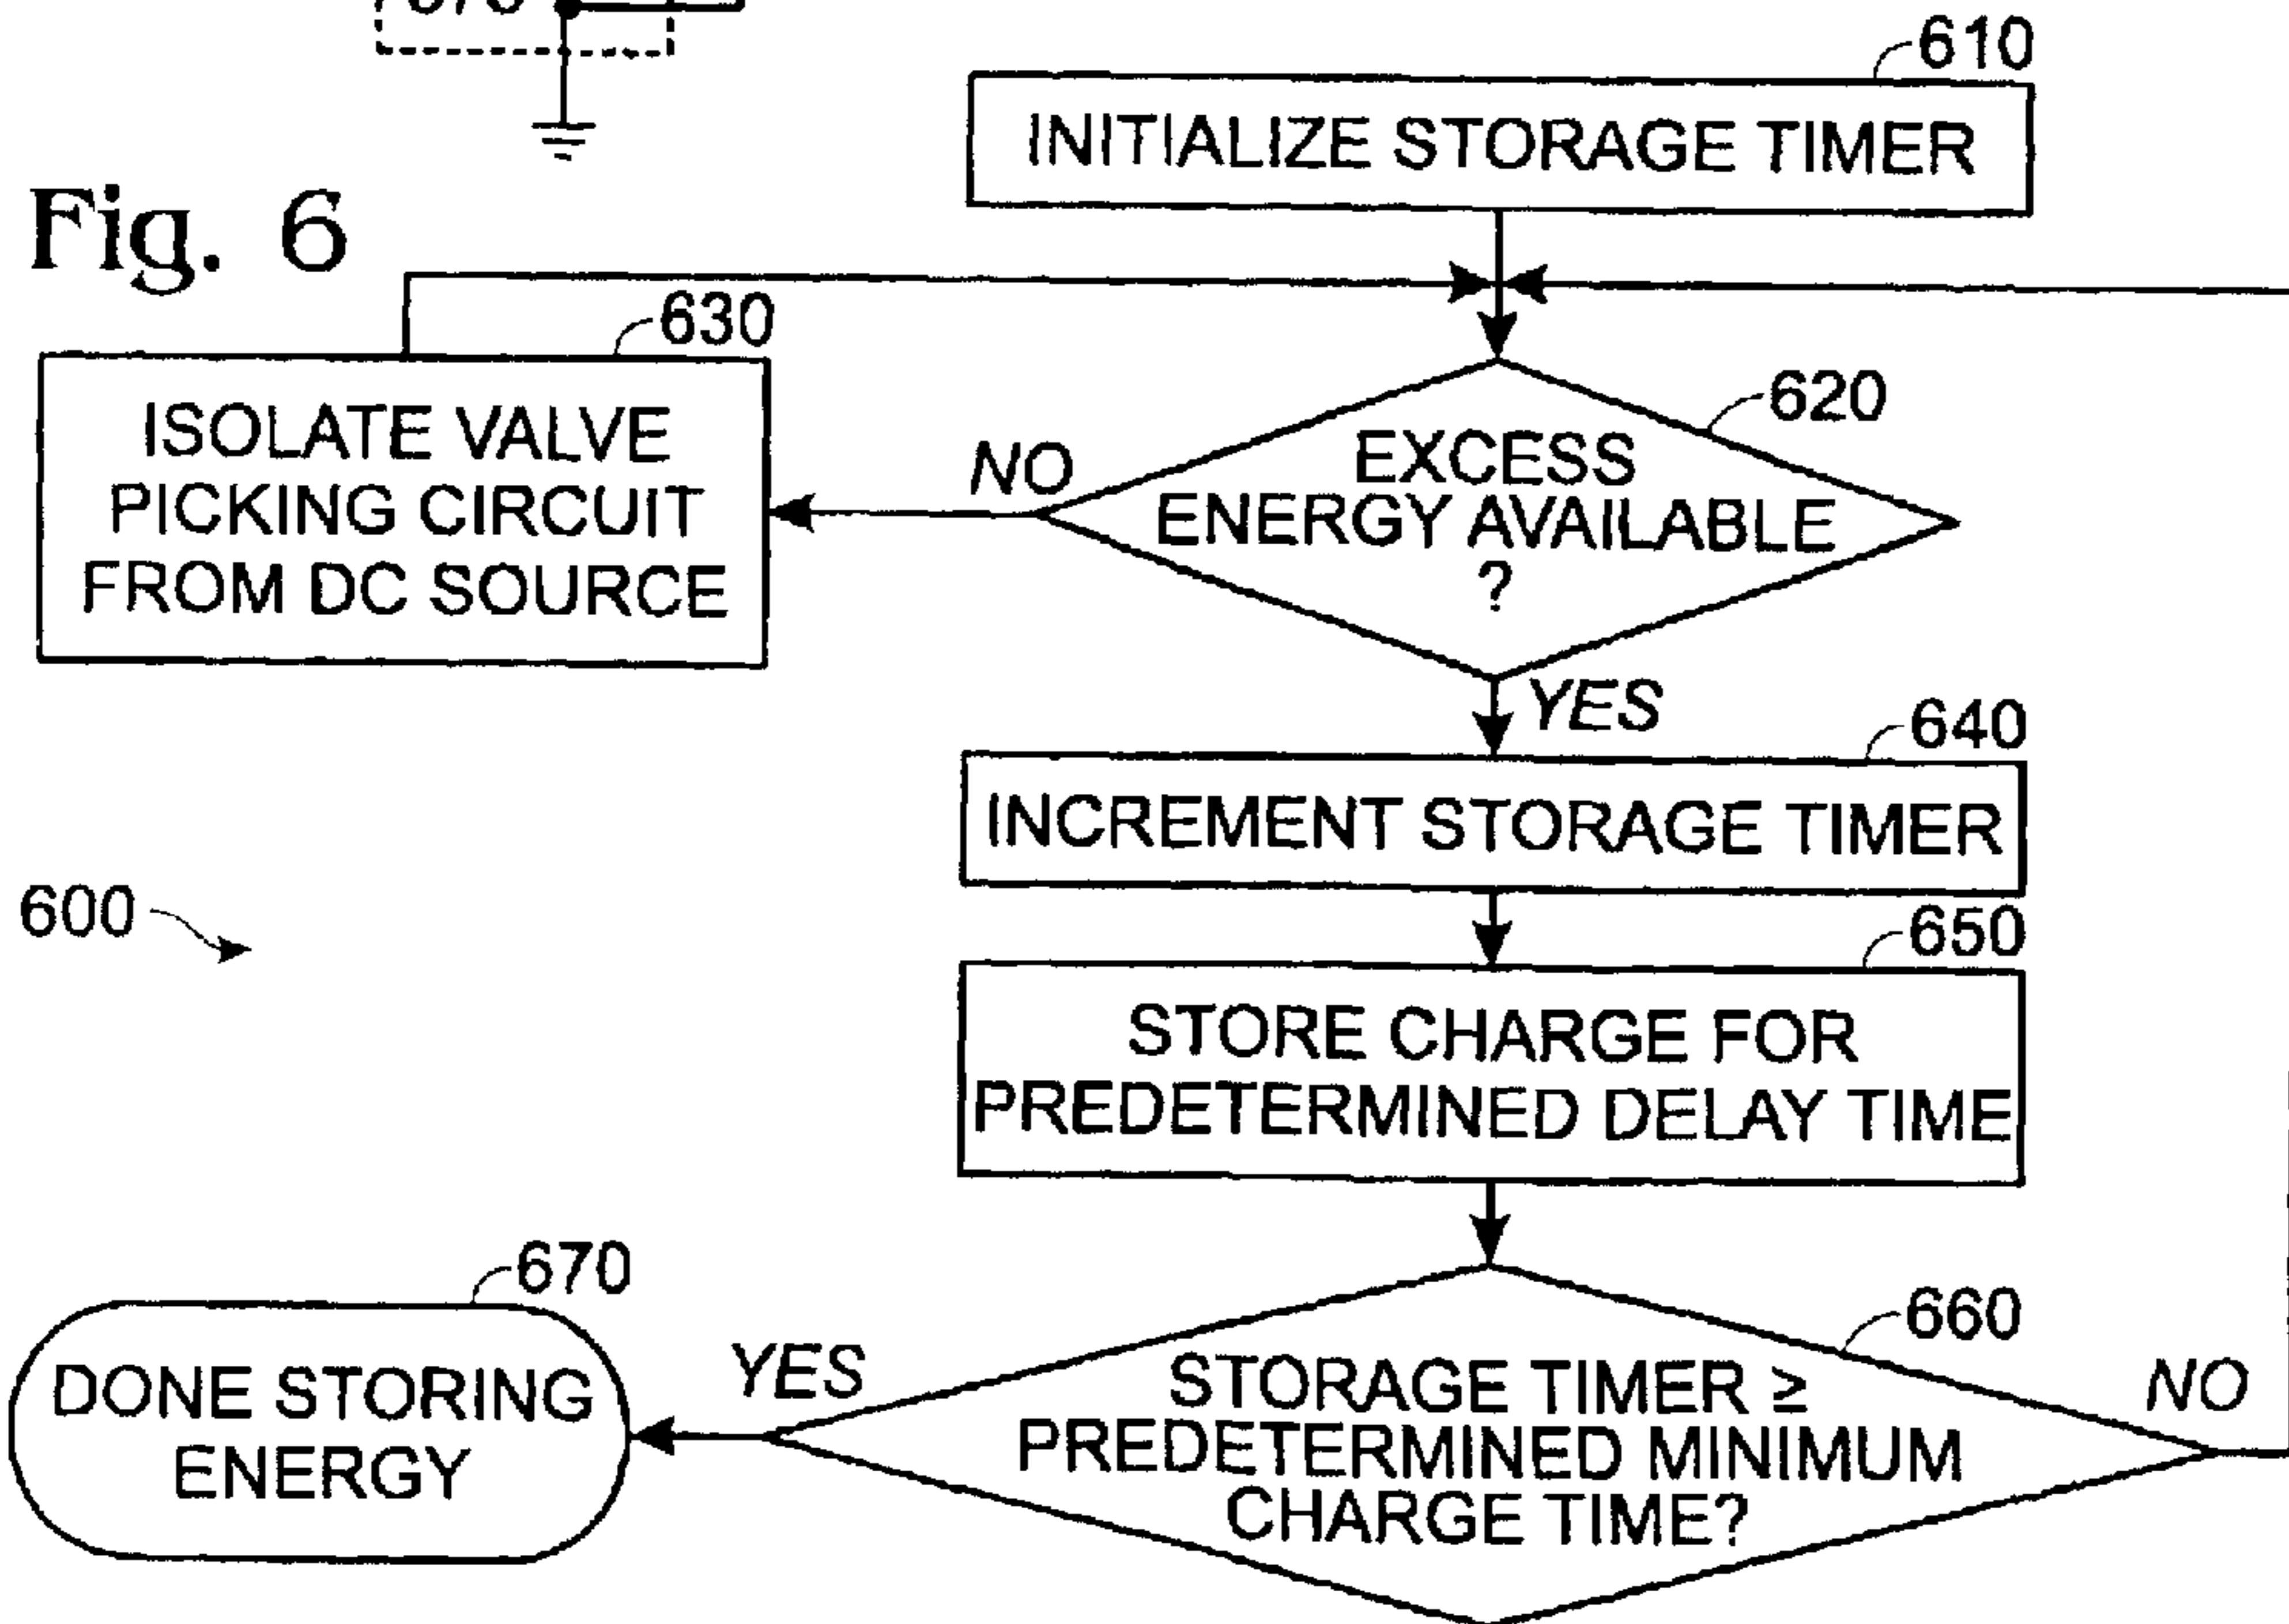 610
INITIALIZE STORAGE TIMER
Fig. 6
630
ISOLATE VALVE
PICKING CIRCUIT
FROM DC SOURCE
NO
620
EXCESS
ENERGY AVAILABLE
?
YES
640
INCREMENT STORAGE TIMER
600
650
STORE CHARGE FOR
PREDETERMINED DELAY TIME
670
DONE STORING
ENERGY
YES
660
STORAGE TIMER ≥
PREDETERMINED MINIMUM
CHARGE TIME?
NO